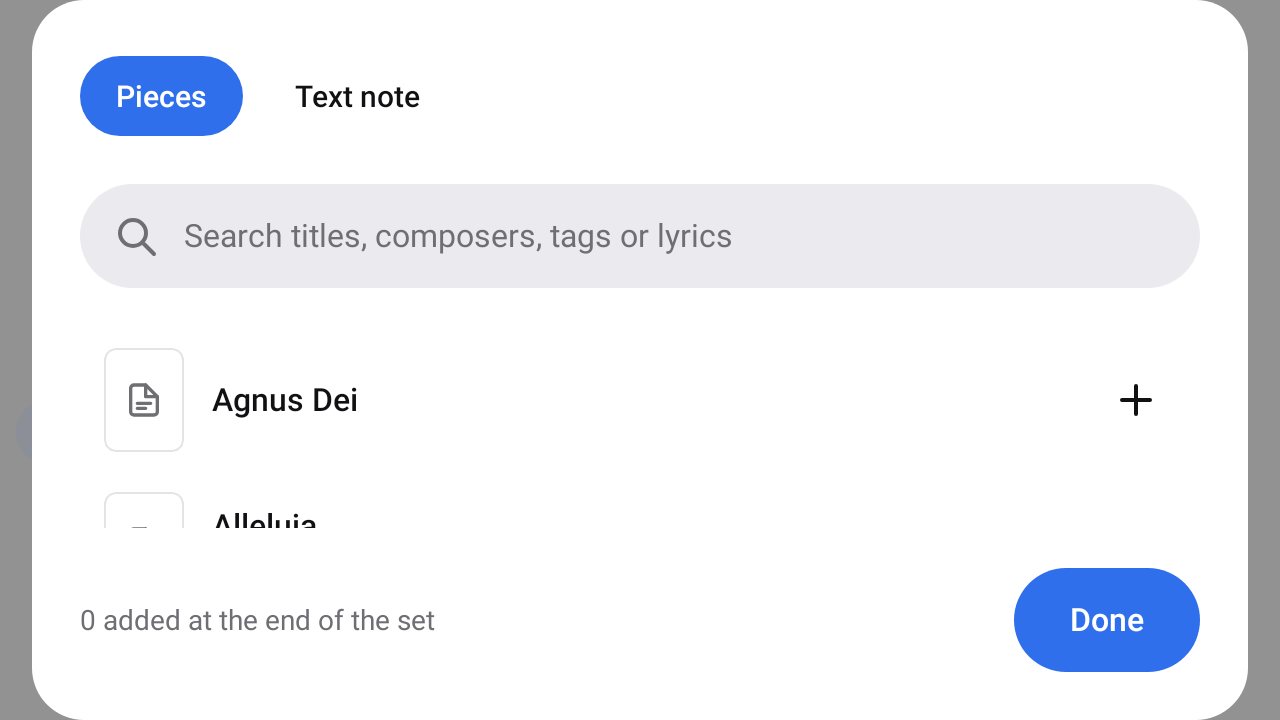 Pieces
Text note
Search titles, composers, tags or lyrics
Agnus Dei
Alleluia
0 added at the end of the set
Done